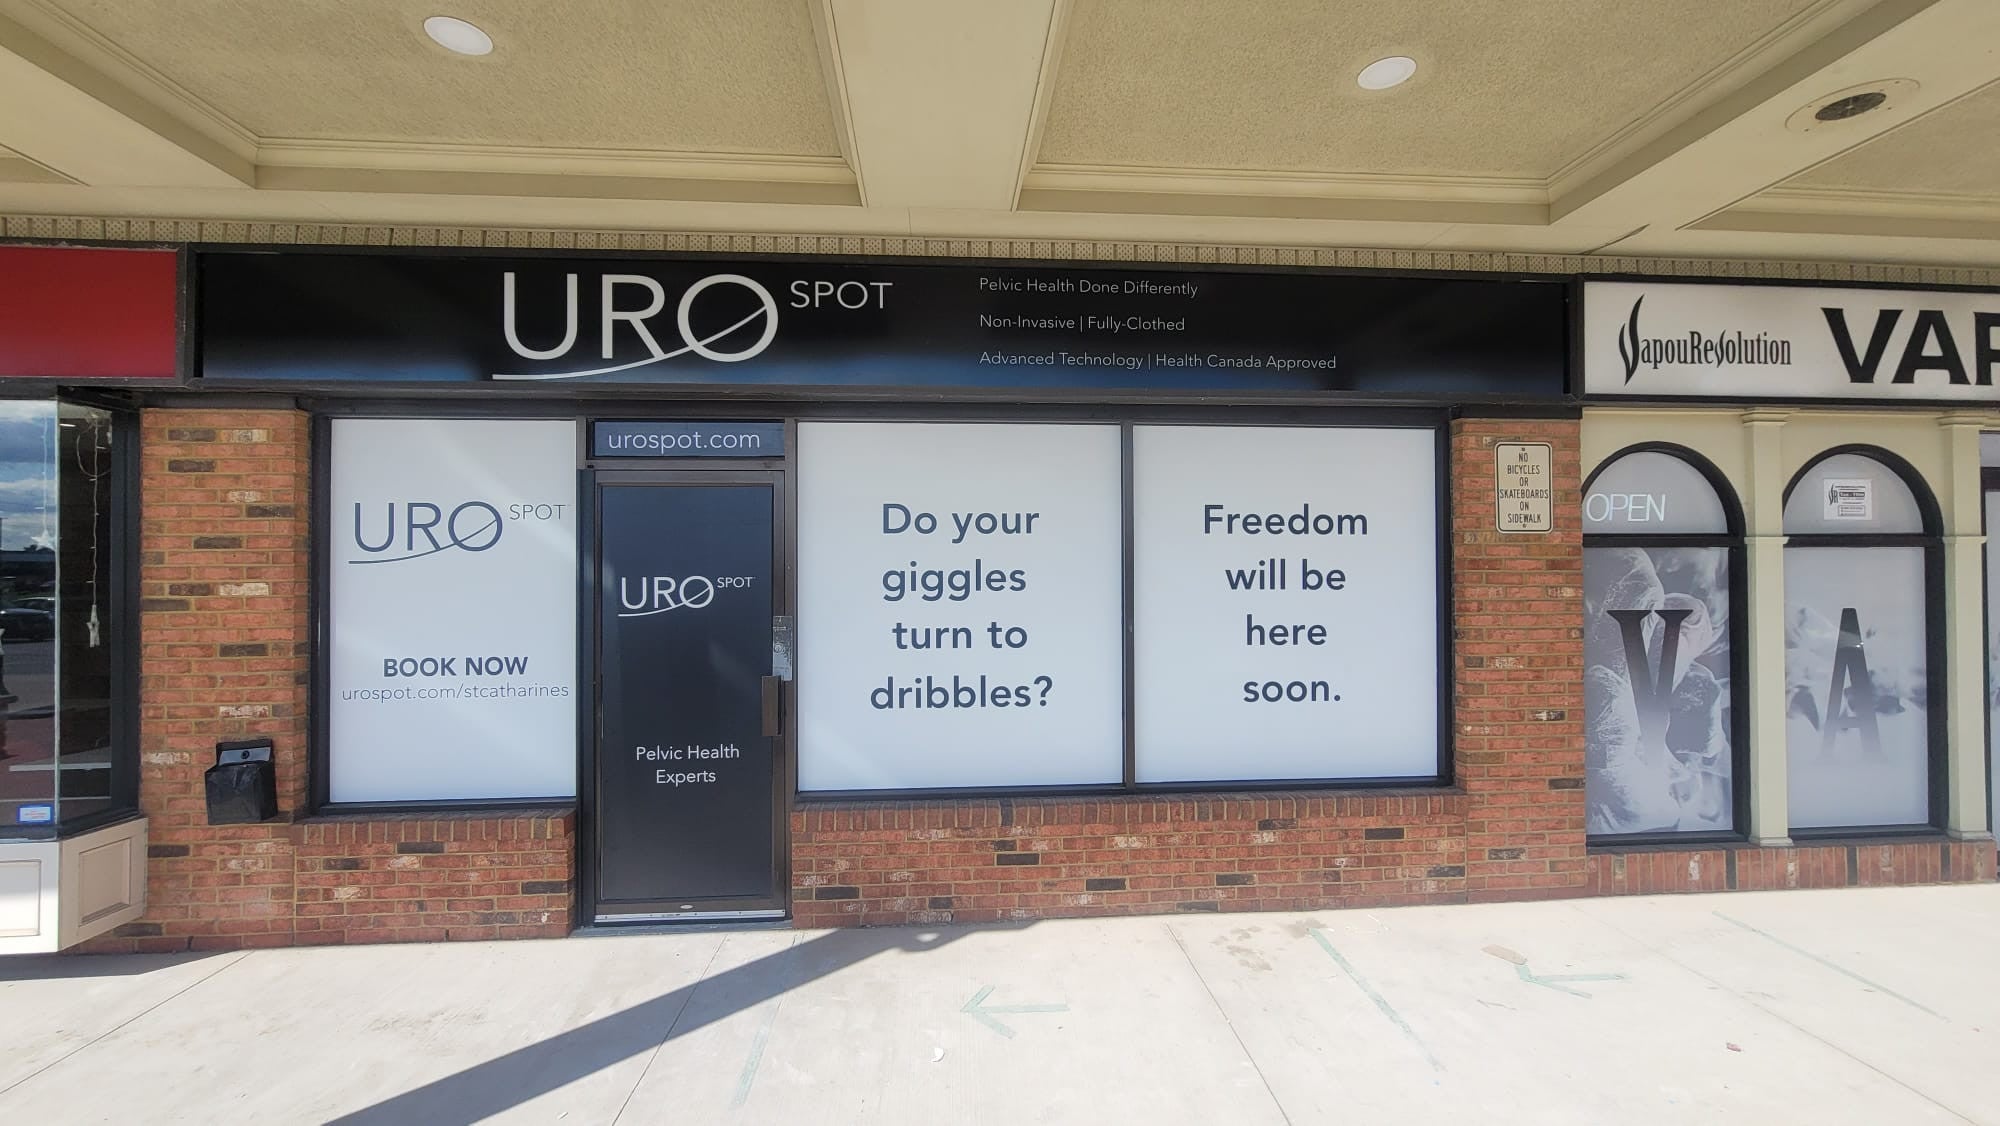 URO SPOT
Pelvic Health Done Differently
Non-Invasive | Fully-Clothed
Advanced Technology | Health Canada Approved
VapourRevolution
VAP
urospot.com
URO SPOT
BOOK NOW
urospot.com/stcatharines
URO SPOT
Pelvic Health
Experts
Do your
giggles
turn to
dribbles?
Freedom
will be
here
soon.
NO
BICYCLES
OR
SKATEBOARDS
ON
SIDEWALK
OPEN
V
A